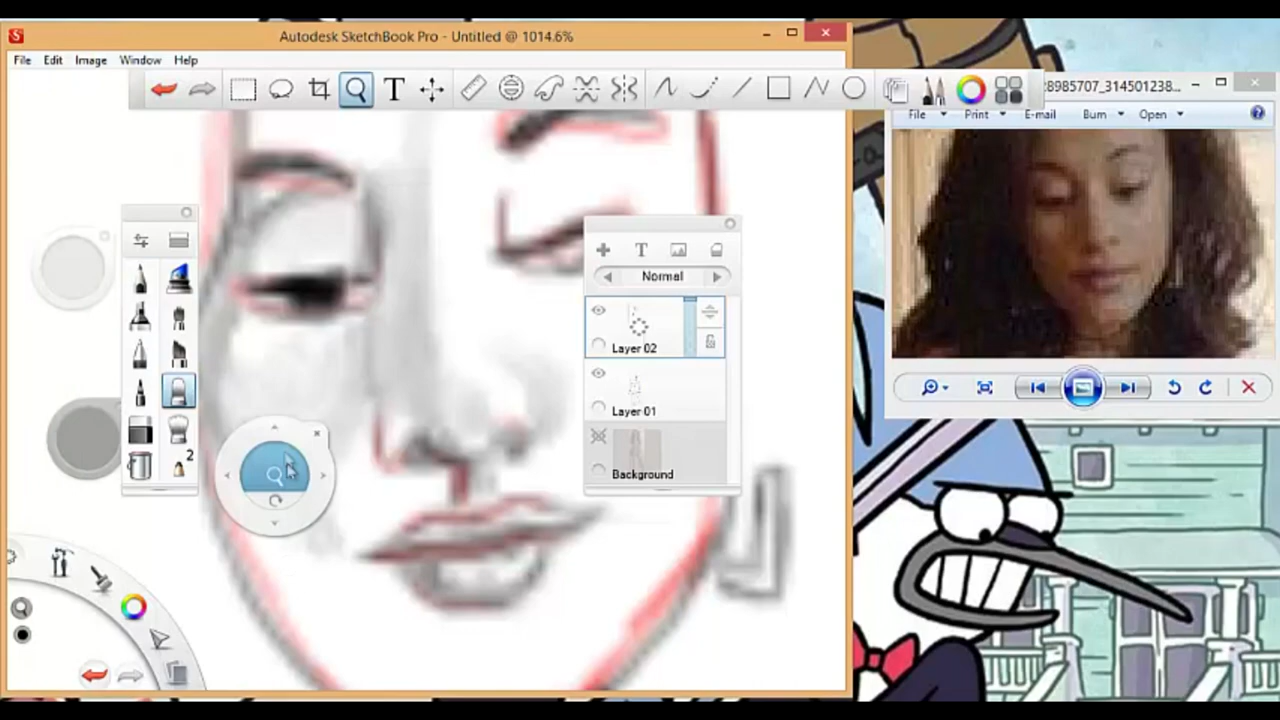 Autodesk SketchBook Pro - Untitled @ 1014.6%
File Edit Image Window Help
T
28985707_314501238...
File Print E-mail Burn Open
T
Normal
Layer 02
Layer 01
Background
2